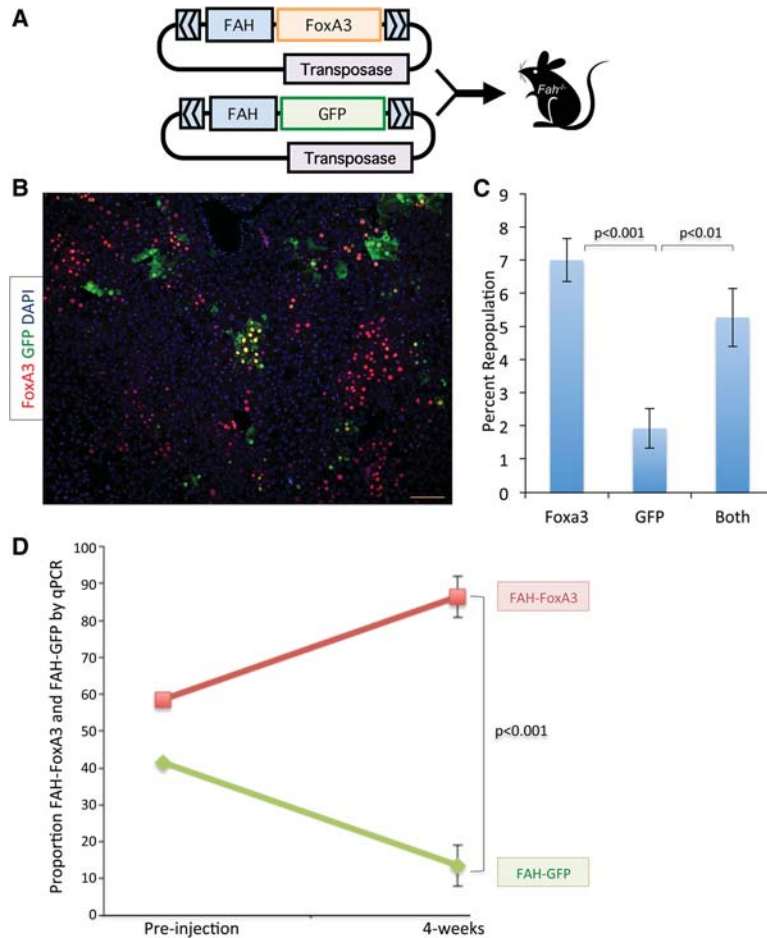 A
FAH
FoxA3
Transposase
FAH
GFP
Transposase
Fah-/-
B
FoxA3 GFP DAPI
C
Percent Repopulation
9
8
7
6
5
4
3
2
1
0
p<0.001
p<0.01
Foxa3
GFP
Both
D
Proportion FAH-FoxA3 and FAH-GFP by qPCR
100
90
80
70
60
50
40
30
20
10
0
Pre-injection
4-weeks
FAH-FoxA3
p<0.001
FAH-GFP